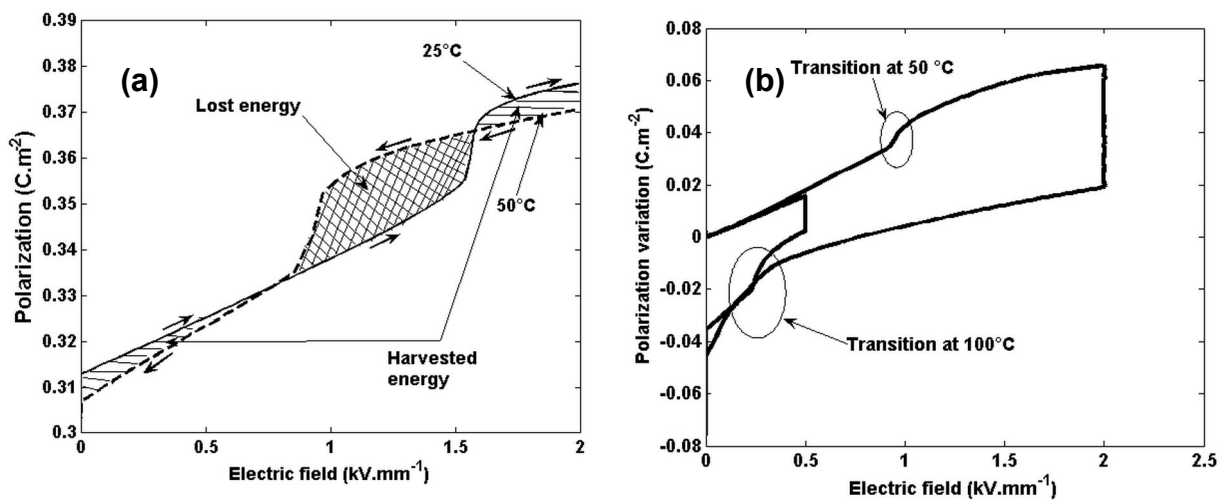 (a)
Polarization (C.m⁻²)
0.39
0.38
0.37
0.36
0.35
0.34
0.33
0.32
0.31
0.3
0
0.5
1
1.5
2
Electric field (kV.mm⁻¹)
25°C
Lost energy
50°C
Harvested
energy
(b)
Polarization variation (C.m⁻²)
0.08
0.06
0.04
0.02
0
-0.02
-0.04
-0.06
-0.08
0
0.5
1
1.5
2
2.5
Electric field (kV.mm⁻¹)
Transition at 50 °C
Transition at 100°C